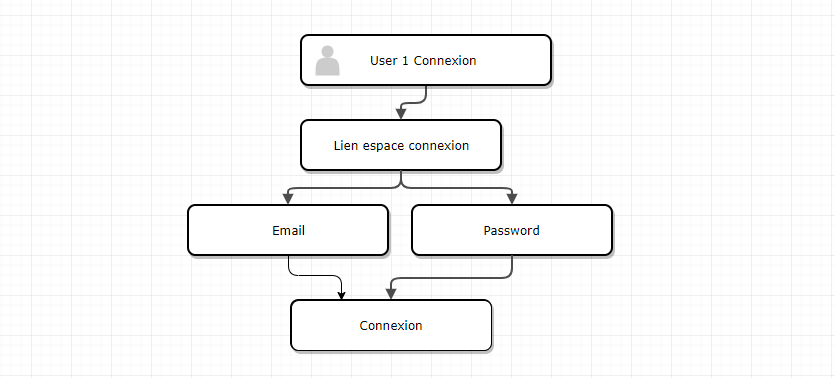 User 1 Connexion
Lien espace connexion
Email
Password
Connexion